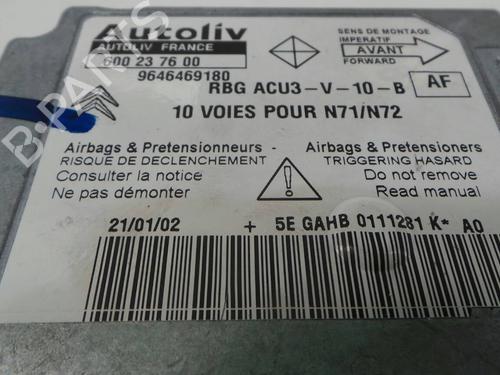 Autoliv
AUTOLIV FRANCE
600 23 76 00
9646469180
SENS DE MONTAGE
IMPERATIF
AVANT
FORWARD
RBG ACU3-V-10-B
AF
10 VOIES POUR N71/N72
Airbags & Pretensionneurs -
RISQUE DE DECLENCHEMENT
Consulter la notice
Ne pas démonter
Airbags & Pretensioners
TRIGGERING HASARD
Do not remove
Read manual
21/01/02 + 5E GAHB 0111281 K* A0
B-PARTS